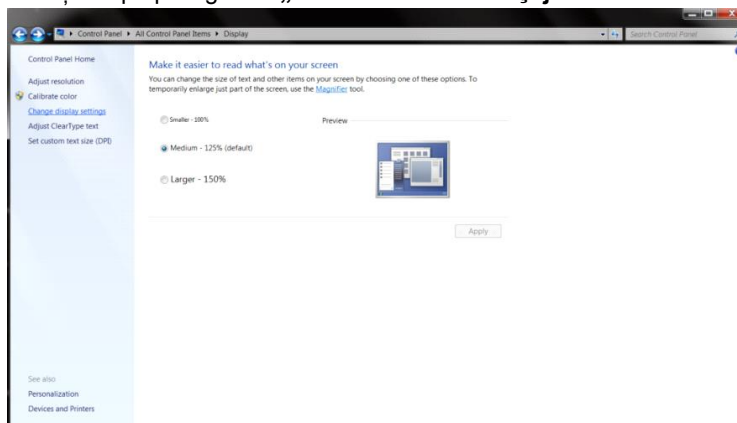 Control Panel ▸ All Control Panel Items ▸ Display
Search Control Panel
Control Panel Home
Adjust resolution
Calibrate color
Change display settings
Adjust ClearType text
Set custom text size (DPI)
Make it easier to read what's on your screen
You can change the size of text and other items on your screen by choosing one of these options. To
temporarily enlarge just part of the screen, use the Magnifier tool.
Smaller - 100%
Preview
Medium - 125% (default)
Larger - 150%
Apply
See also
Personalization
Devices and Printers